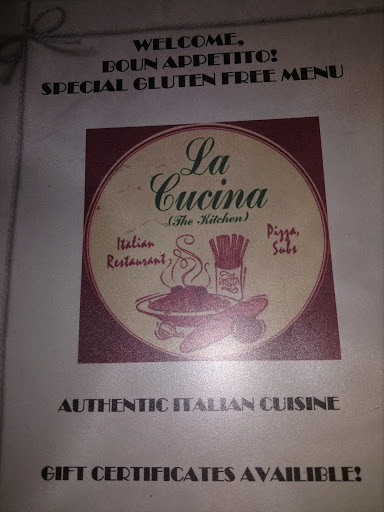 WELCOME,
BOUN APPETITO!
SPECIAL GLUTEN FREE MENU
La
Cucina
(The Kitchen)
Italian
Restaurant,
Pizza,
Subs
AUTHENTIC ITALIAN CUISINE
GIFT CERTIFICATES AVAILIBLE!